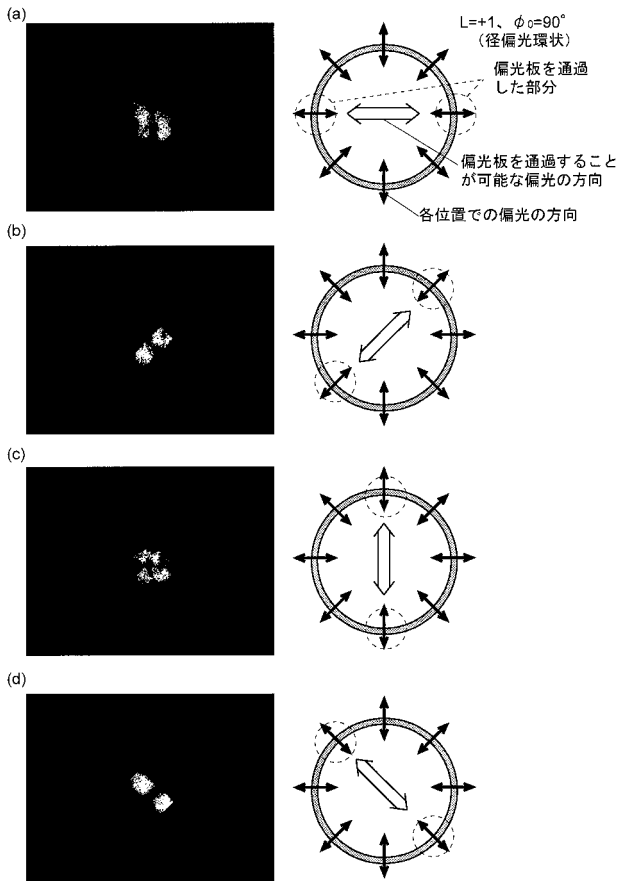 (a)
L=+1、φ₀=90°
（径偏光環状）
偏光板を通過
した部分
偏光板を通過すること
が可能な偏光の方向
各位置での偏光の方向
(b)
(c)
(d)